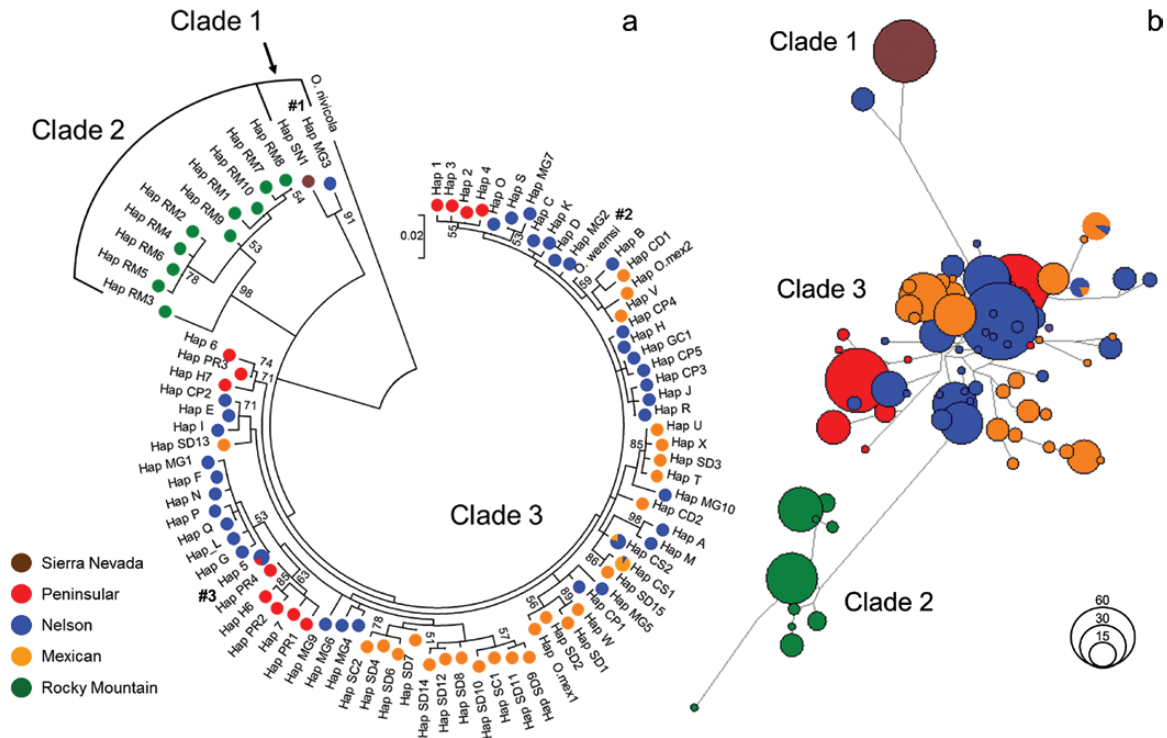 Clade 1
a
b
Clade 1
O. nivicola
#1
Hap MG3
Hap SN1
Clade 2
Hap RM8
Hap RM7
Hap RM10
Hap RM1
Hap RM9
Hap RM2
Hap RM4
Hap RM6
Hap RM5
Hap RM3
54
91
53
78
98
0.02
Hap 1
Hap 3
Hap 2
Hap 4
Hap O
Hap S
Hap MG7
Hap C
Hap K
Hap D
Hap MG2
#2
O. weemsi
Hap B
Hap CD1
Hap O.mex2
Hap V
Hap CP4
Hap H
Hap GC1
Hap CP5
Hap CP3
Hap J
Hap R
Hap U
Hap X
Hap SD3
Hap T
Hap MG10
Hap CD2
Hap A
Hap M
Hap CS2
Hap CS1
Hap SD15
Hap MG5
Hap CP1
Hap W
Hap SD1
Hap SD2
Hap O.mex1
Hap SD9
Hap SD11
Hap SC1
Hap SD10
Hap SD8
Hap SD12
Hap SD14
Hap SD7
Hap SD6
Hap SD4
Hap SC2
Hap MG4
Hap MG6
Hap MG9
Hap PR1
Hap 7
Hap PR2
Hap H6
Hap PR4
#3
Hap 5
Hap G
Hap_L
Hap Q
Hap P
Hap N
Hap F
Hap MG1
Hap SD13
Hap I
Hap E
Hap CP2
Hap H7
Hap PR3
Hap 6
55
53
59
85
98
86
89
56
57
51
78
85
63
53
71
71
74
Clade 3
Clade 3
Clade 2
Sierra Nevada
Peninsular
Nelson
Mexican
Rocky Mountain
60
30
15